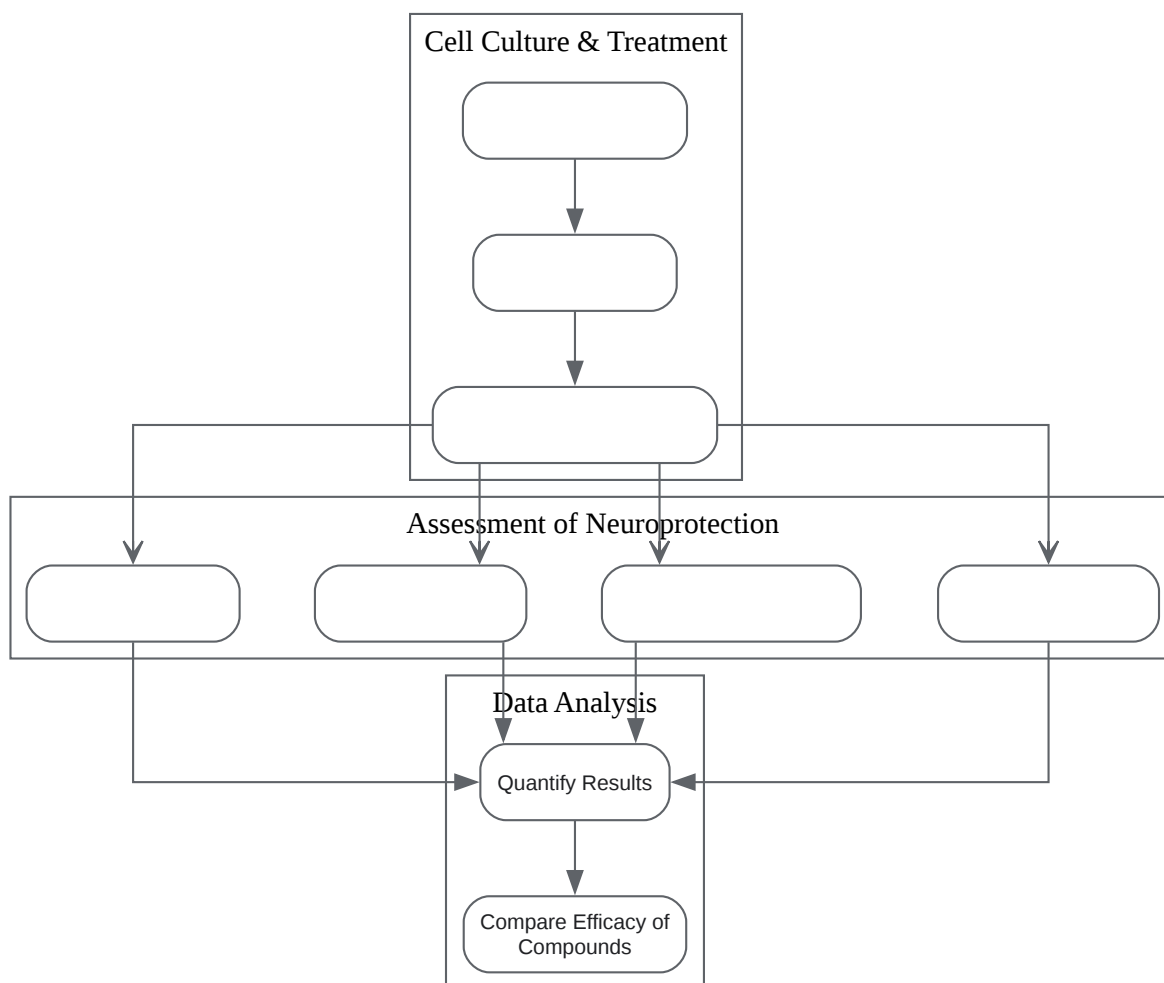 Cell Culture & Treatment
Assessment of Neuroprotection
Data Analysis
Quantify Results
Compare Efficacy of
Compounds